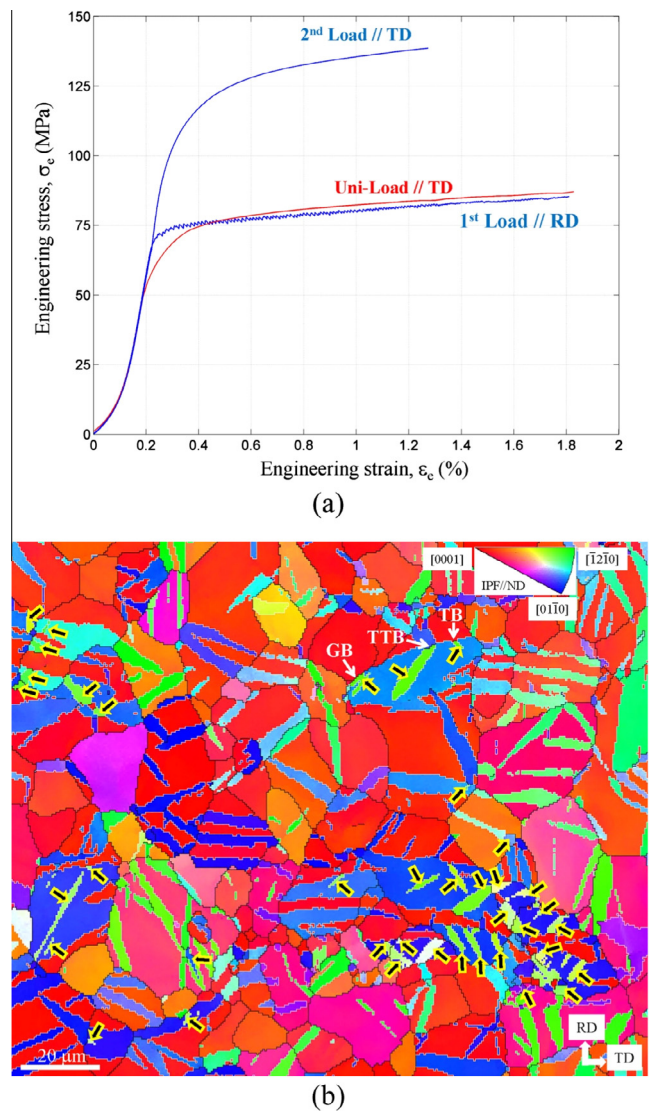 150
2nd Load // TD
125
100
Uni-Load // TD
75
1st Load // RD
50
25
0
0 0.2 0.4 0.6 0.8 1 1.2 1.4 1.6 1.8 2
Engineering stress, σe (MPa)
Engineering strain, εe (%)
(a)
[0001] [1̅21̅0]
IPF//ND
[011̅0]
TB
TTB
GB
RD
TD
20 μm
(b)